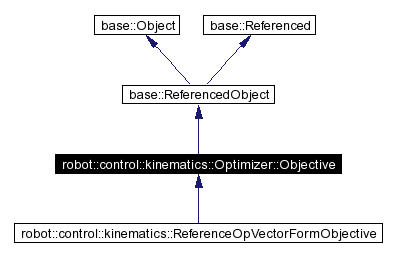 base::Object
base::Referenced
base::ReferencedObject
robot::control::kinematics::Optimizer::Objective
robot::control::kinematics::ReferenceOpVectorFormObjective